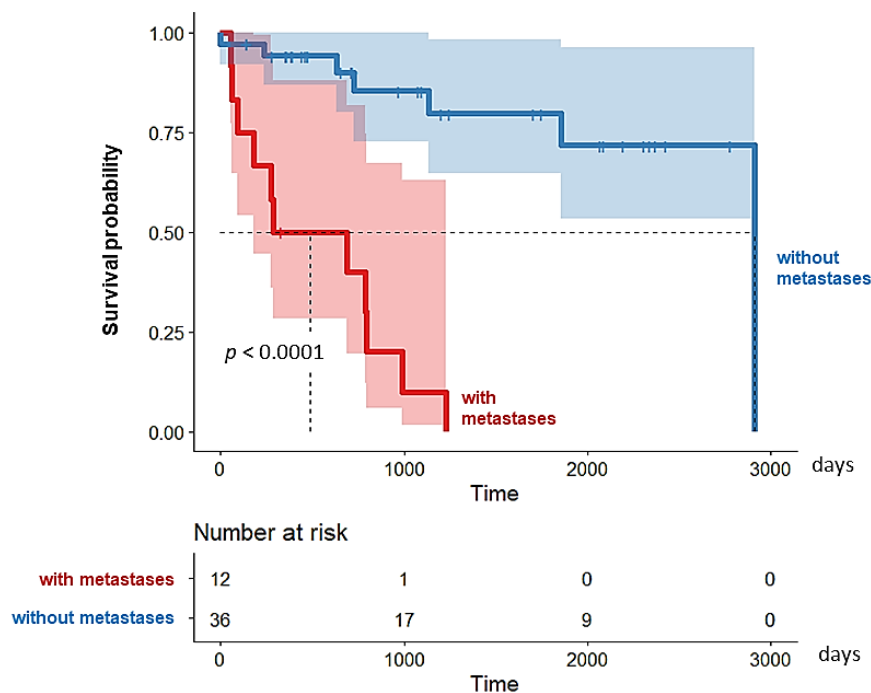 1.00
0.75
0.50
0.25
0.00
Survival probability
p < 0.0001
without
metastases
with
metastases
0 1000 2000 3000 days
Time
Number at risk
with metastases 12 1 0 0
without metastases 36 17 9 0
0 1000 2000 3000 days
Time